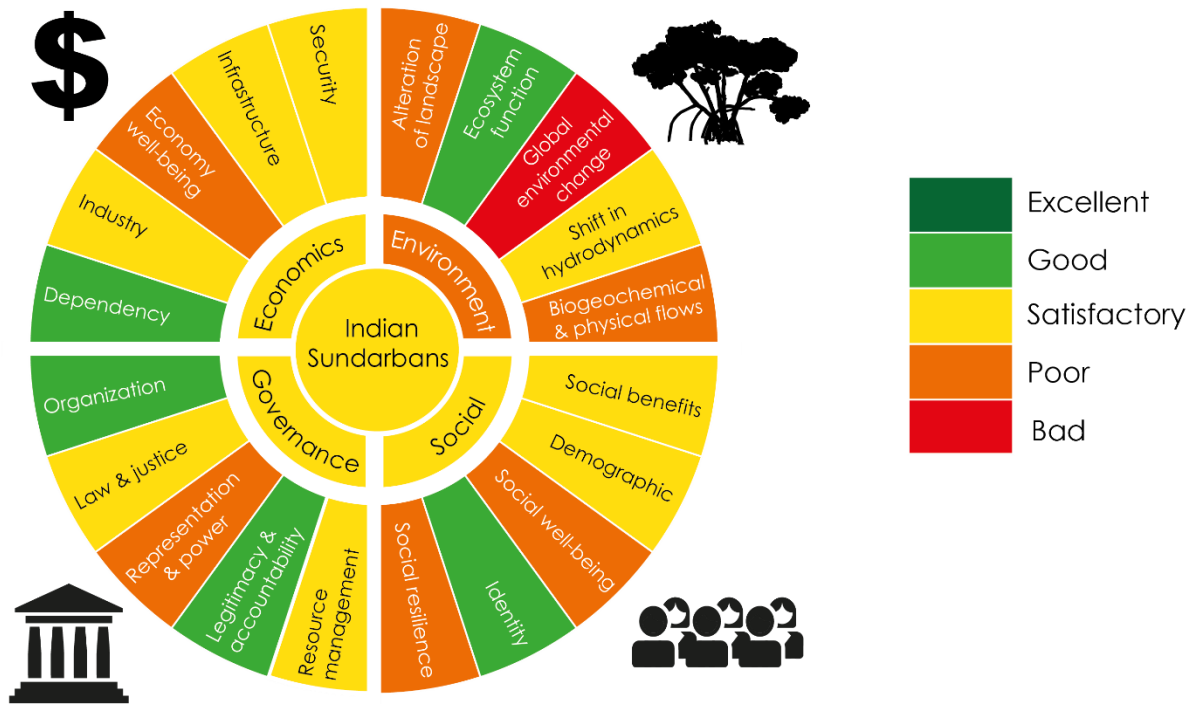 $
Security
Infrastructure
Economy
well-being
Industry
Dependency
Alteration
of landscape
Ecosystem
function
Global
environmental
change
Shift in
hydrodynamics
Biogeochemical
& physical flows
Economics
Environment
Indian
Sundarbans
Governance
Social
Organization
Law & justice
Representation
& power
Legitimacy &
accountability
Resource
management
Social benefits
Demographic
Social well-being
Identity
Social resilience
Excellent
Good
Satisfactory
Poor
Bad